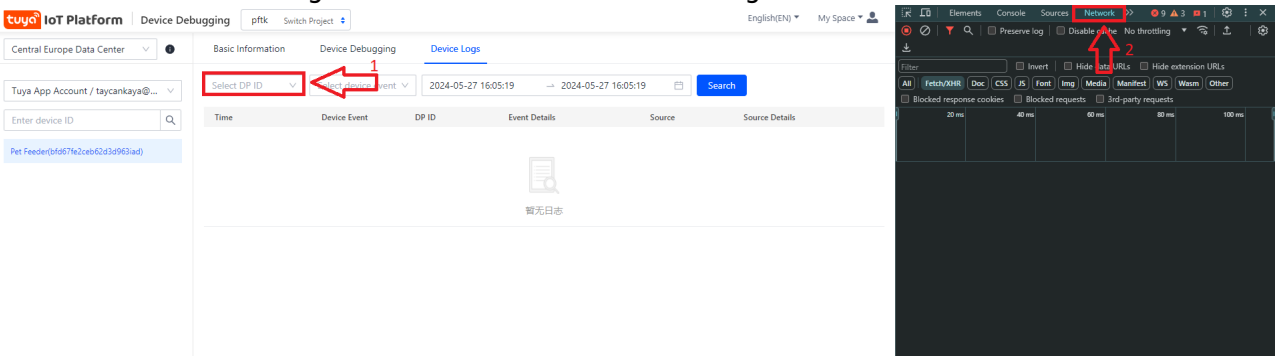 tuya IoT Platform Device Debugging pftk Switch Project English(EN) My Space
Central Europe Data Center
Basic Information Device Debugging Device Logs
Tuya App Account / taycankaya@...
Select DP ID 1 Select device event 2024-05-27 16:05:19 → 2024-05-27 16:05:19 Search
Enter device ID
Time Device Event DP ID Event Details Source Source Details
Pet Feeder(bfd67fe2ceb62d3d963iad)
暂无日志
Elements Console Sources Network 9 3 1
Preserve log Disable cache No throttling
2
Filter Invert Hide data URLs Hide extension URLs
All Fetch/XHR Doc CSS JS Font Img Media Manifest WS Wasm Other
Blocked response cookies Blocked requests 3rd-party requests
20 ms 40 ms 60 ms 80 ms 100 ms